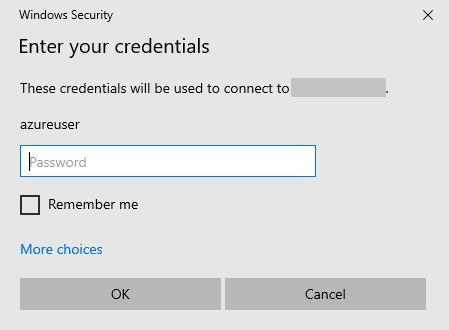 Windows Security
Enter your credentials
These credentials will be used to connect to .
azureuser
Password
Remember me
More choices
OK
Cancel